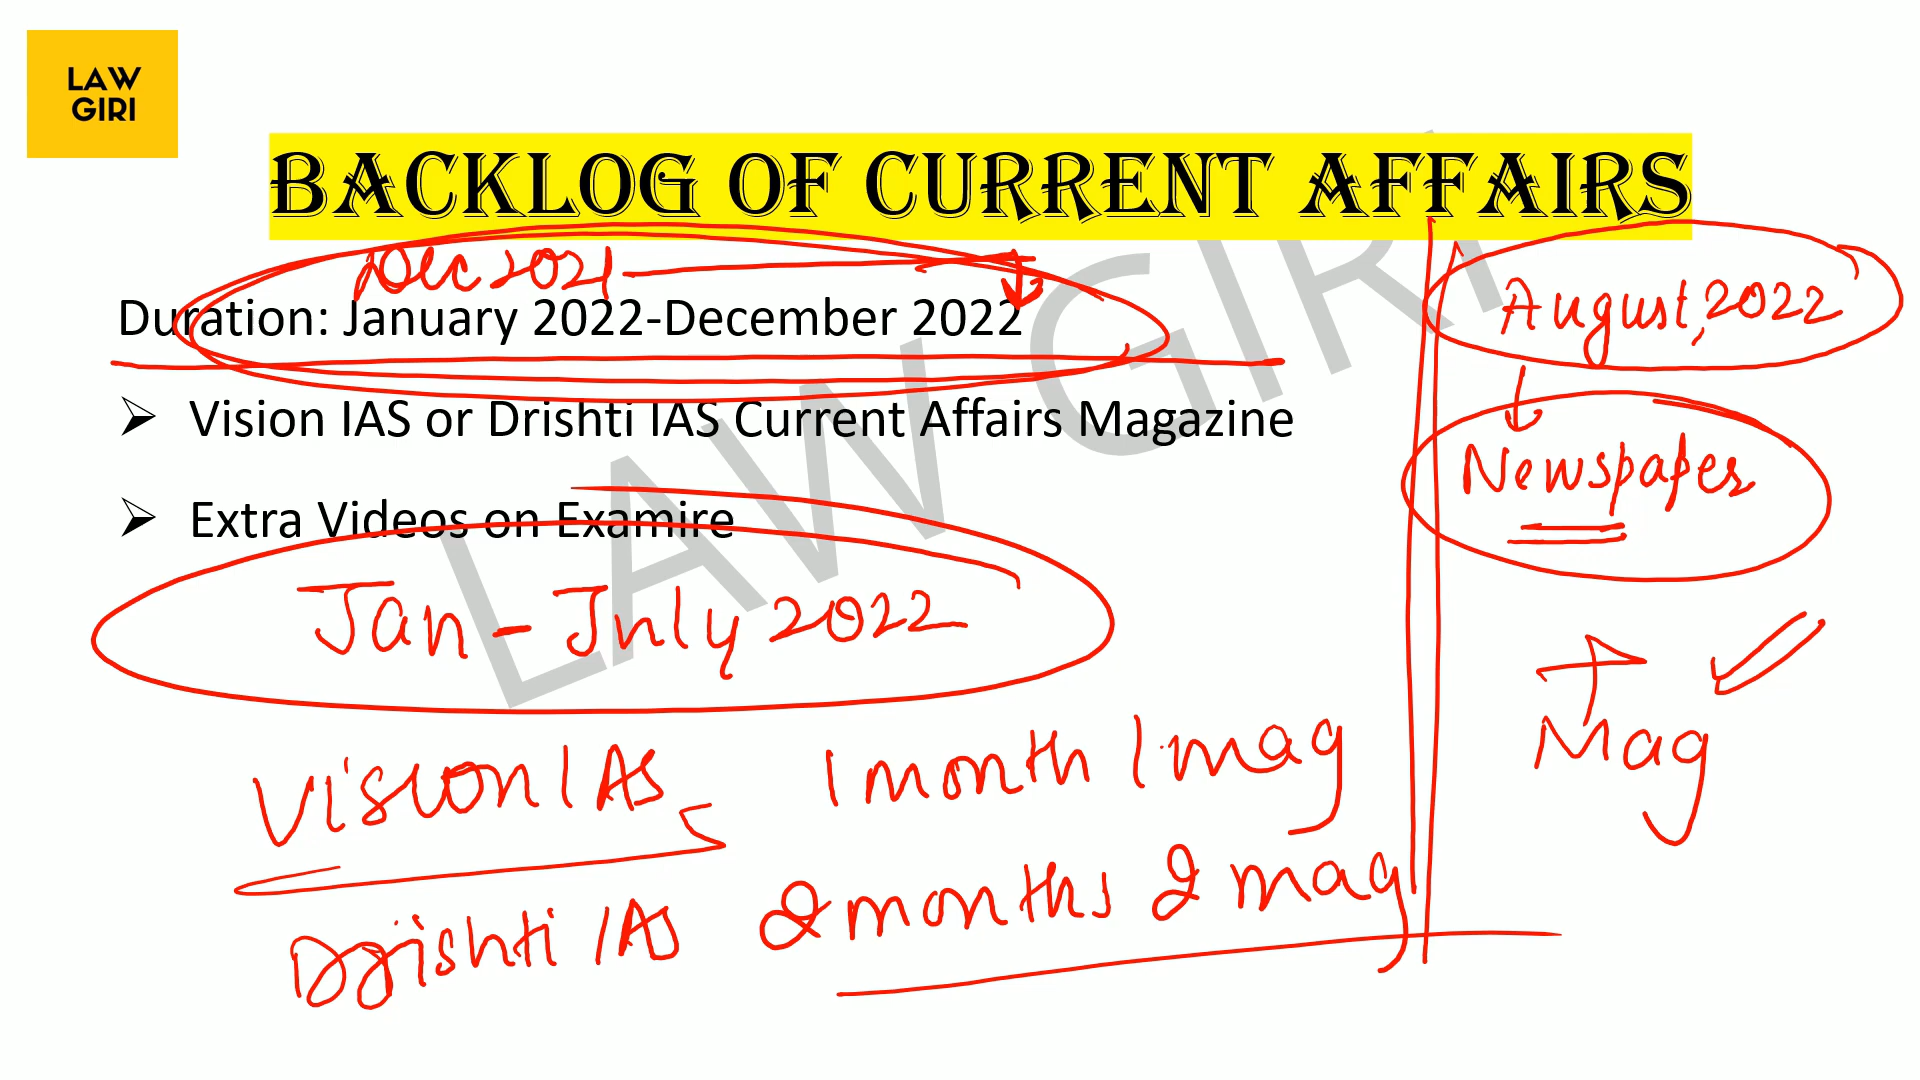 LAW
GIRI
BACKLOG OF CURRENT AFFAIRS
Dec 2021
Duration: January 2022-December 2022
August, 2022
➢ Vision IAS or Drishti IAS Current Affairs Magazine
Newspaper
➢ Extra Videos on Examire
Jan - July 2022
+
Mag
Vision IAS 1 month 1 mag
Drishti IAS 2 months 2 mag
LAW GIRI